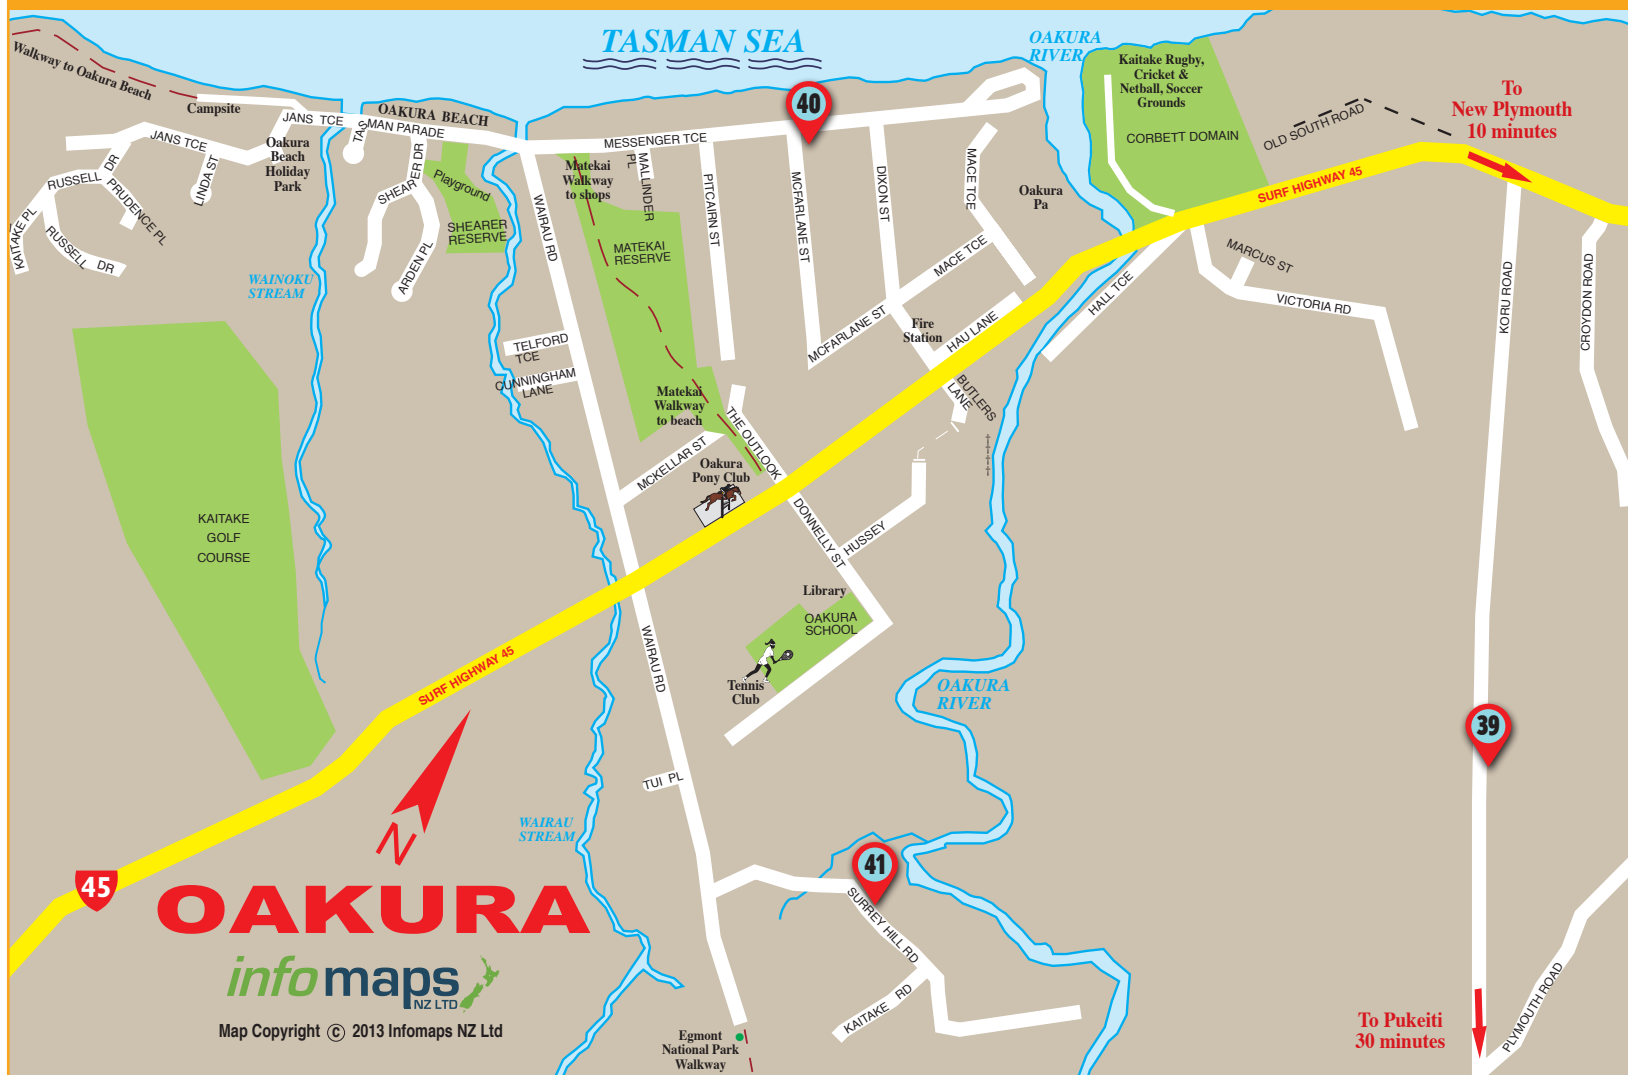 TASMAN SEA
OAKURA
RIVER
Kaitake Rugby,
Cricket &
Netball, Soccer
Grounds
CORBETT DOMAIN
OLD SOUTH ROAD
To
New Plymouth
10 minutes
Walkway to Oakura Beach
Campsite
JANS TCE
TASMAN PARADE
OAKURA BEACH
TAS
MESSENGER TCE
40
JANS TCE
Oakura
Beach
Holiday
Park
RUSSELL DR
PRUDENCE PL
LINDA ST
KAITAKE PL
RUSSELL DR
SHEARER DR
ARDEN PL
Playground
SHEARER
RESERVE
WAINOKU
STREAM
WAIRAU RD
Matekai
Walkway
to shops
MALLINDER
PL
MATEKAI
RESERVE
PITCAIRN ST
MCFARLANE ST
DIXON ST
MACE TCE
Oakura
Pa
SURF HIGHWAY 45
MACE TCE
MCFARLANE ST
Fire
Station
HAU LANE
HALL TCE
MARCUS ST
VICTORIA RD
KORU ROAD
CROYDON ROAD
TELFORD
TCE
CUNNINGHAM
LANE
Matekai
Walkway
to beach
THE OUTLOOK
BUTLERS
LANE
MCKELLAR ST
Oakura
Pony Club
DONNELLY ST
HUSSEY
KAITAKE
GOLF
COURSE
Library
OAKURA
SCHOOL
Tennis
Club
WAIRAU RD
SURF HIGHWAY 45
OAKURA
RIVER
39
TUI PL
WAIRAU
STREAM
N
45
41
SURREY HILL RD
KAITAKE RD
OAKURA
infomaps
NZ LTD
Map Copyright © 2013 Infomaps NZ Ltd
Egmont
National Park
Walkway
To Pukeiti
30 minutes
PLYMOUTH ROAD